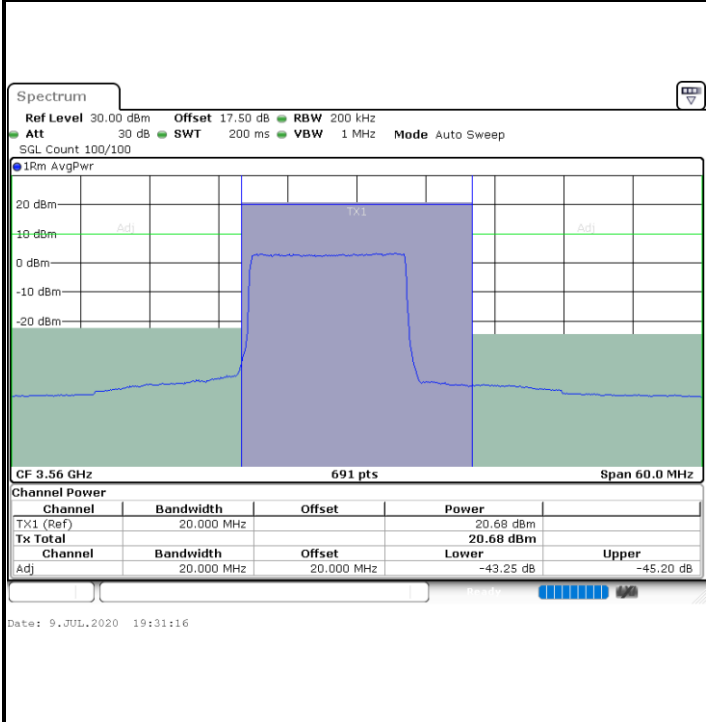 Spectrum
Ref Level 30.00 dBm Offset 17.50 dB RBW 200 kHz
Att 30 dB SWT 200 ms VBW 1 MHz Mode Auto Sweep
SGL Count 100/100
1Rm AvgPwr
20 dBm
TX1
Adj Adj
10 dBm
0 dBm
-10 dBm
-20 dBm
CF 3.56 GHz 691 pts Span 60.0 MHz
Channel Power
Channel Bandwidth Offset Power
TX1 (Ref) 20.000 MHz 20.68 dBm
Tx Total 20.68 dBm
Channel Bandwidth Offset Lower Upper
Adj 20.000 MHz 20.000 MHz -43.25 dB -45.20 dB
Ready
Date: 9.JUL.2020 19:31:16